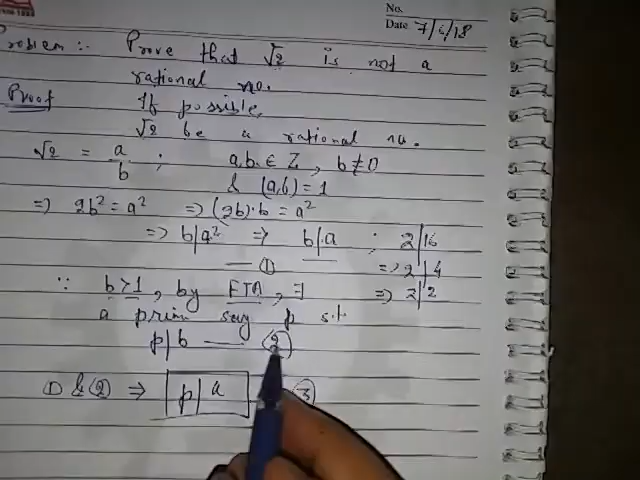 No.
Date 7/6/18
Problem :- Prove that √2 is not a
rational no.
Proof If possible,
√2 be a rational no.
√2 = a/b ; a,b ∈ Z, b ≠ 0
& (a,b) = 1
⇒ 2b² = a² ⇒ (2b)·b = a²
⇒ b|a² ⇒ b|a ; 2|16
— ① ⇒ 2|4
∵ b>1, by FTA, ∃ ⇒ 2|2
a prim say p s.t.
p|b — ②
① & ② ⇒ p|a ③